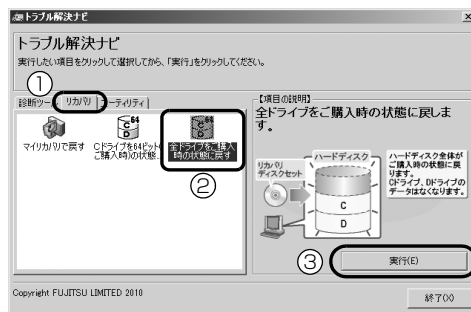 トラブル解決ナビ
トラブル解決ナビ
実行したい項目をクリックして選択してから、「実行」をクリックしてください。
①
診断ツール リカバリ ユーティリティ
マイリカバリで戻す
Cドライブを64ビット(ご購入時)の状態...
全ドライブをご購入時の状態に戻す
②
【項目の説明】
全ドライブをご購入時の状態に戻します。
リカバリディスクセット
ハードディスク
C
D
ハードディスク全体がご購入時の状態に戻ります。
Cドライブ、Dドライブのデータはなくなります。
③
実行(E)
Copyright FUJITSU LIMITED 2010
終了(X)